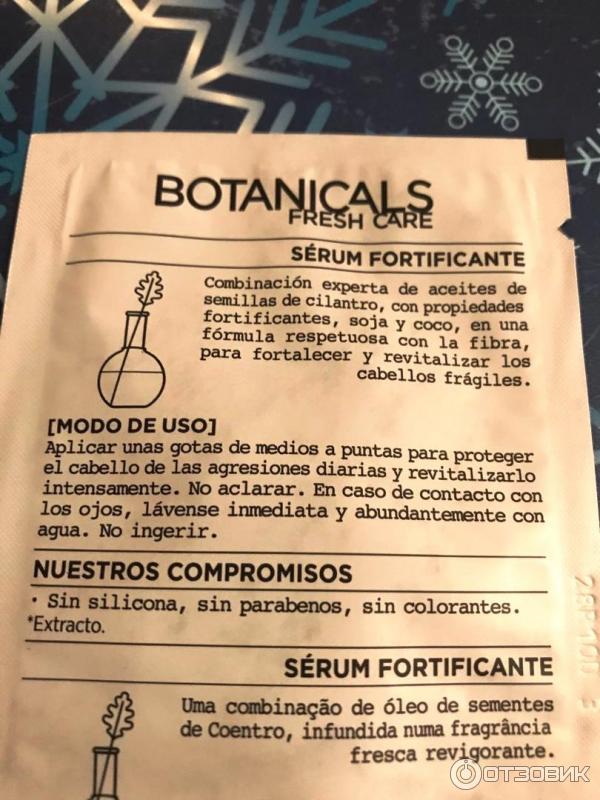 BOTANICALS
FRESH CARE
SÉRUM FORTIFICANTE
Combinación experta de aceites de
semillas de cilantro, con propiedades
fortificantes, soja y coco, en una
fórmula respetuosa con la fibra,
para fortalecer y revitalizar los
cabellos frágiles.
[MODO DE USO]
Aplicar unas gotas de medios a puntas para proteger
el cabello de las agresiones diarias y revitalizarlo
intensamente. No aclarar. En caso de contacto con
los ojos, lávense inmediata y abundantemente con
agua. No ingerir.
NUESTROS COMPROMISOS
· Sin silicona, sin parabenos, sin colorantes.
*Extracto.
SÉRUM FORTIFICANTE
Uma combinação de óleo de sementes
de Coentro, infundida numa fragrância
fresca revigorante.
ОТЗОВИК